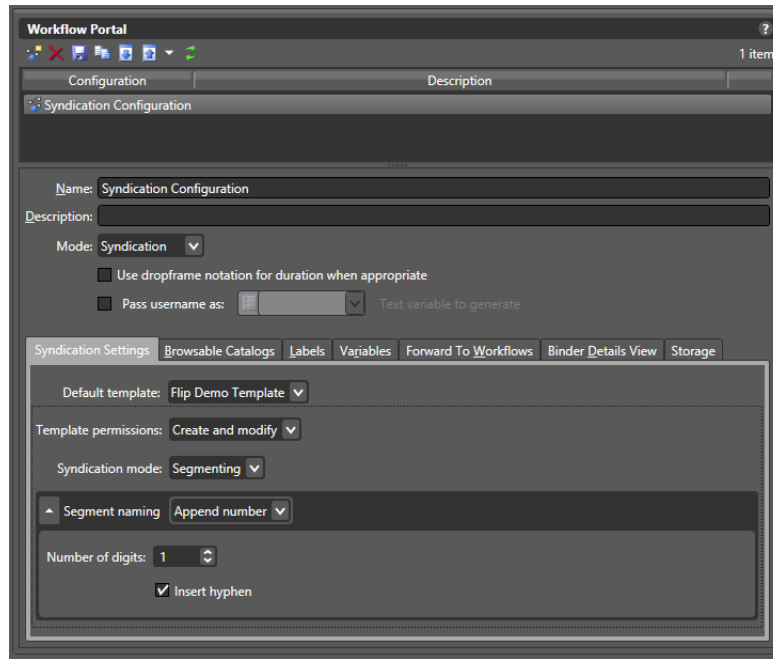 Workflow Portal ?
1 item
Configuration Description
Syndication Configuration
Name: Syndication Configuration
Description:
Mode: Syndication
Use dropframe notation for duration when appropriate
Pass username as: Text variable to generate
Syndication Settings Browsable Catalogs Labels Variables Forward To Workflows Binder Details View Storage
Default template: Flip Demo Template
Template permissions: Create and modify
Syndication mode: Segmenting
Segment naming Append number
Number of digits: 1
Insert hyphen